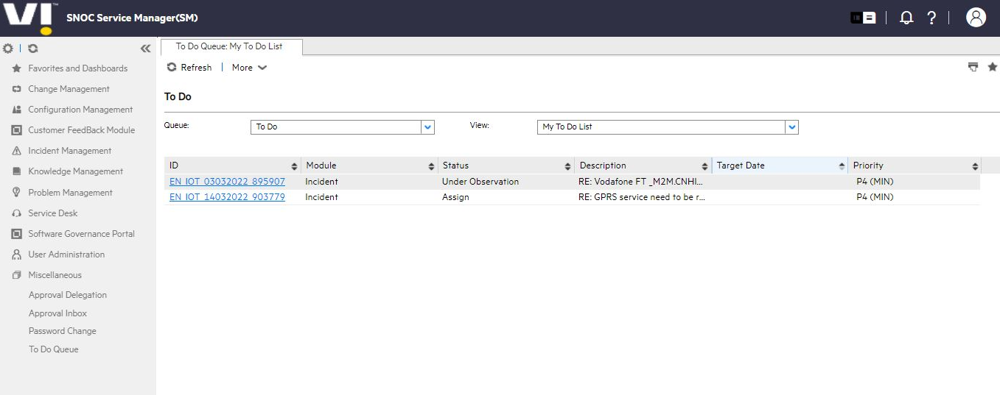 VI™ SNOC Service Manager(SM)
To Do Queue: My To Do List
Refresh More
Favorites and Dashboards
Change Management
Configuration Management
Customer FeedBack Module
Incident Management
Knowledge Management
Problem Management
Service Desk
Software Governance Portal
User Administration
Miscellaneous
Approval Delegation
Approval Inbox
Password Change
To Do Queue
To Do
Queue: To Do View: My To Do List
ID Module Status Description Target Date Priority
EN_IOT_03032022_895907 Incident Under Observation RE: Vodafone FT _M2M.CNHI... P4 (MIN)
EN_IOT_14032022_903779 Incident Assign RE: GPRS service need to be r... P4 (MIN)